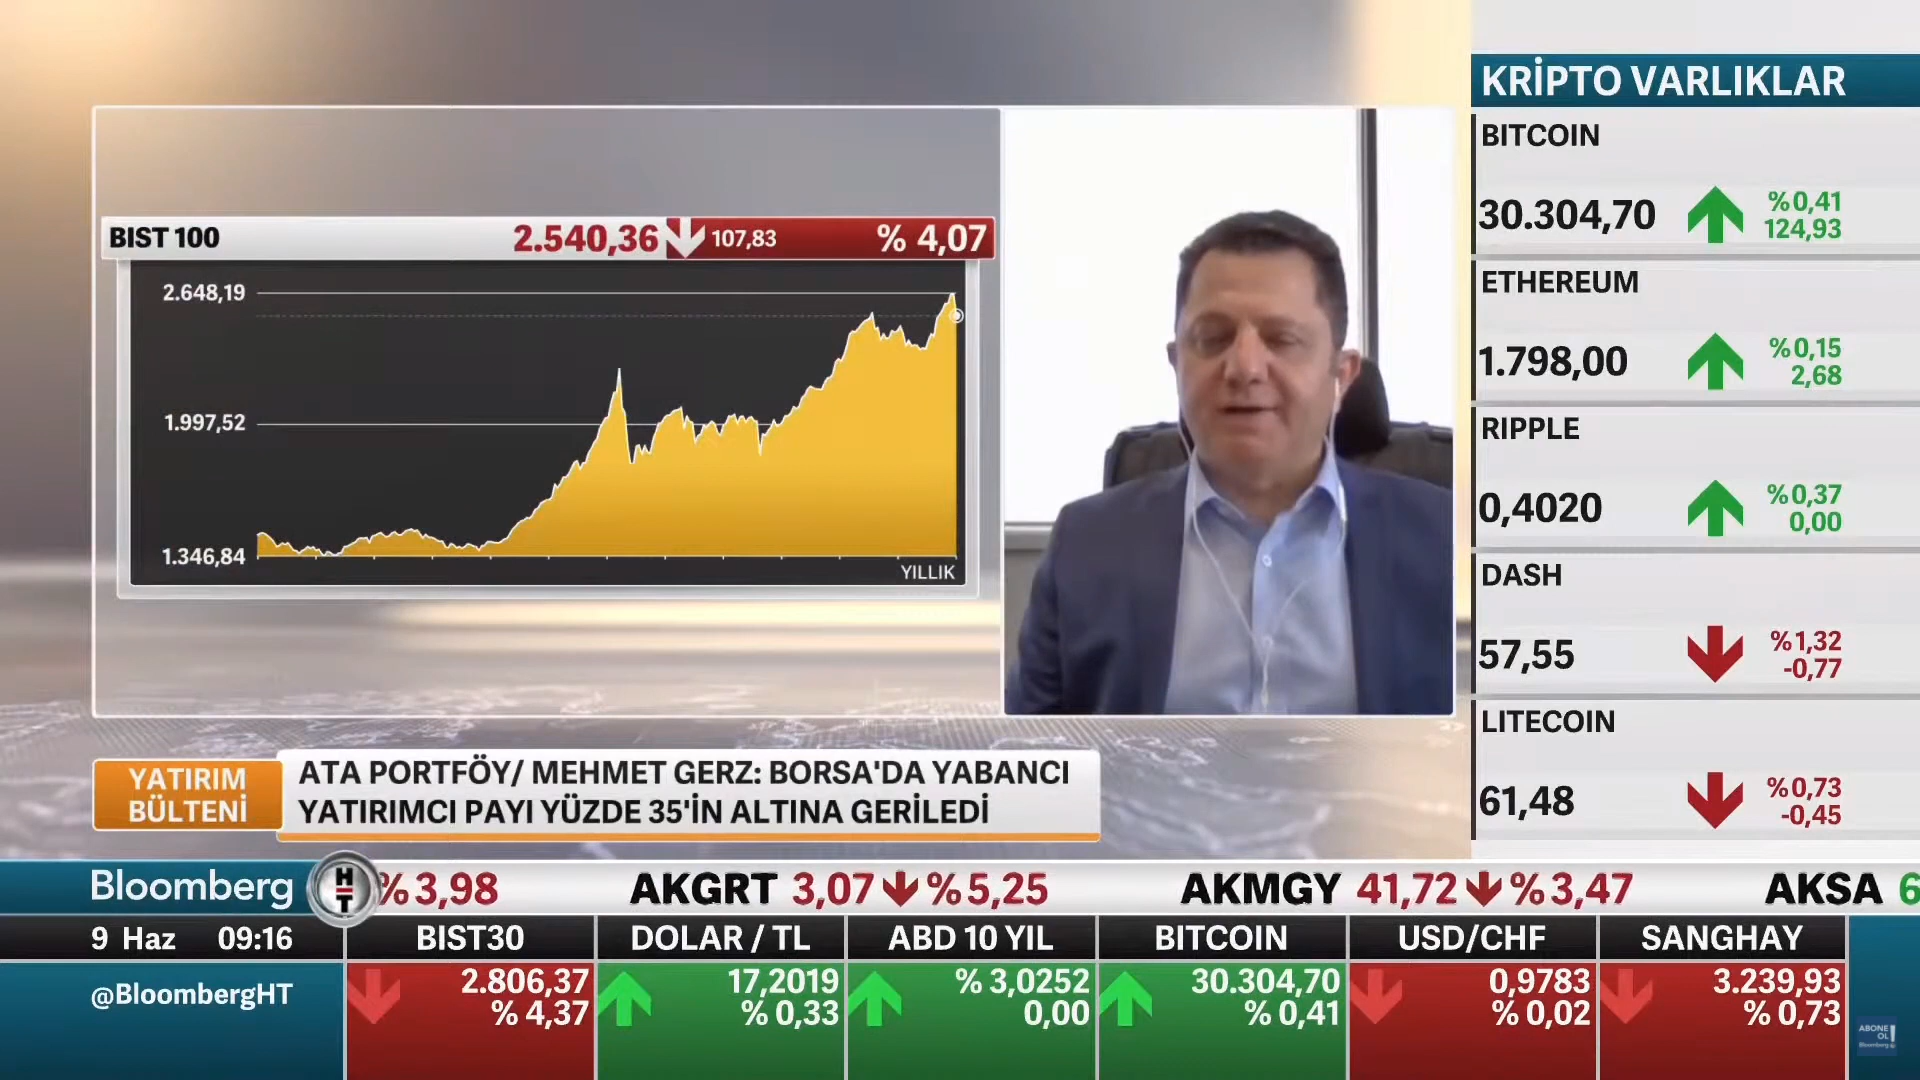 KRİPTO VARLIKLAR
BITCOIN
30.304,70 %0,41
124,93
ETHEREUM
1.798,00 %0,15
2,68
RIPPLE
0,4020 %0,37
0,00
DASH
57,55 %1,32
-0,77
LITECOIN
61,48 %0,73
-0,45
BIST 100 2.540,36 107,83 % 4,07
2.648,19
1.997,52
1.346,84
YILLIK
YATIRIM
BÜLTENİ
ATA PORTFÖY/ MEHMET GERZ: BORSA'DA YABANCI
YATIRIMCI PAYI YÜZDE 35'İN ALTINA GERİLEDİ
Bloomberg HT %3,98 AKGRT 3,07 %5,25 AKMGY 41,72 %3,47 AKSA 6
9 Haz 09:16 BIST30 DOLAR / TL ABD 10 YIL BITCOIN USD/CHF SANGHAY
@BloombergHT
2.806,37 17,2019 % 3,0252 30.304,70 0,9783 3.239,93
% 4,37 % 0,33 0,00 % 0,41 % 0,02 % 0,73
ABONE
OL!
Bloomberg